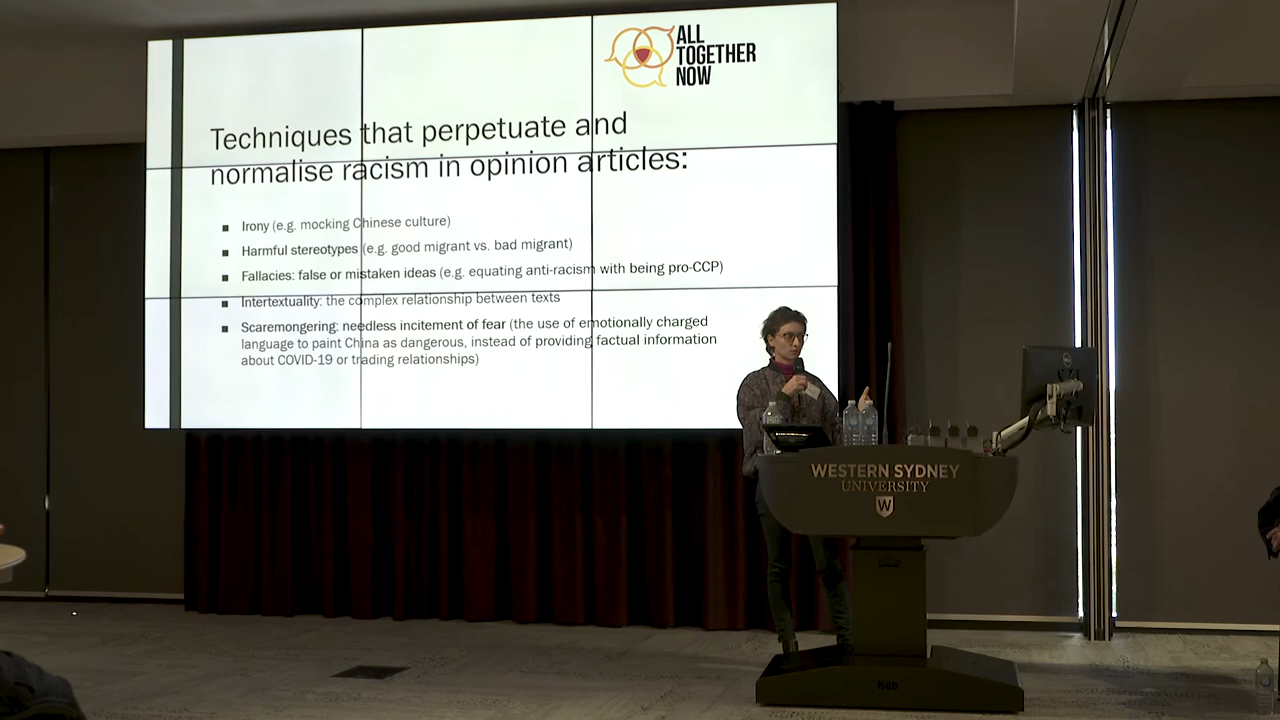 ALL
TOGETHER
NOW
Techniques that perpetuate and
normalise racism in opinion articles:
Irony (e.g. mocking Chinese culture)
Harmful stereotypes (e.g. good migrant vs. bad migrant)
Fallacies: false or mistaken ideas (e.g. equating anti-racism with being pro-CCP)
Intertextuality: the complex relationship between texts
Scaremongering: needless incitement of fear (the use of emotionally charged
language to paint China as dangerous, instead of providing factual information
about COVID-19 or trading relationships)
DELL
WESTERN SYDNEY
UNIVERSITY
W